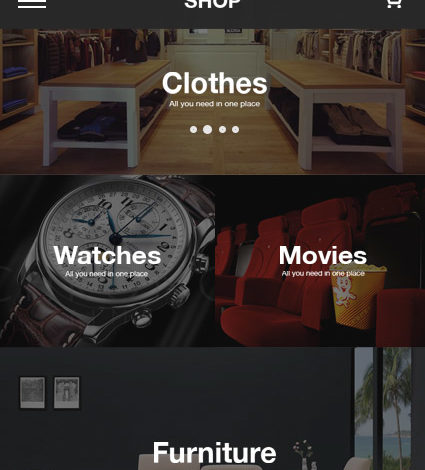 SHOP
Clothes
All you need in one place
Watches
All you need in one place
Movies
All you need in one place
Furniture